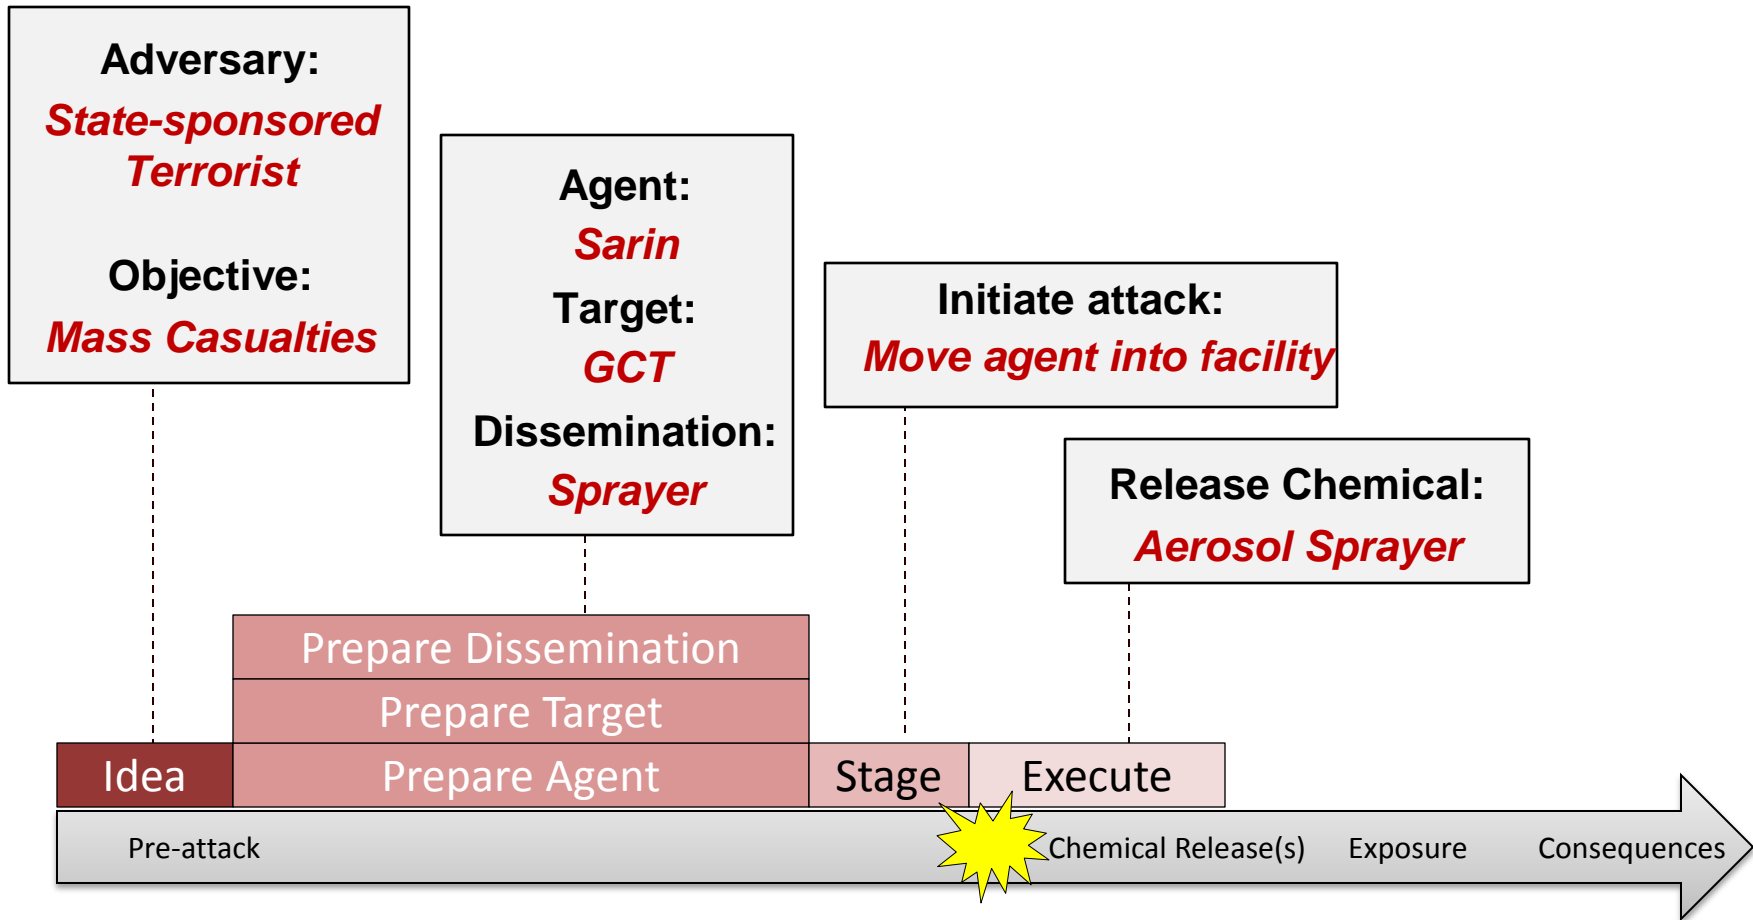 Adversary:
State-sponsored
Terrorist
Objective:
Mass Casualties
Agent:
Sarin
Target:
GCT
Dissemination:
Sprayer
Initiate attack:
Move agent into facility
Release Chemical:
Aerosol Sprayer
Prepare Dissemination
Prepare Target
Idea
Prepare Agent
Stage
Execute
Pre-attack
Chemical Release(s)
Exposure
Consequences